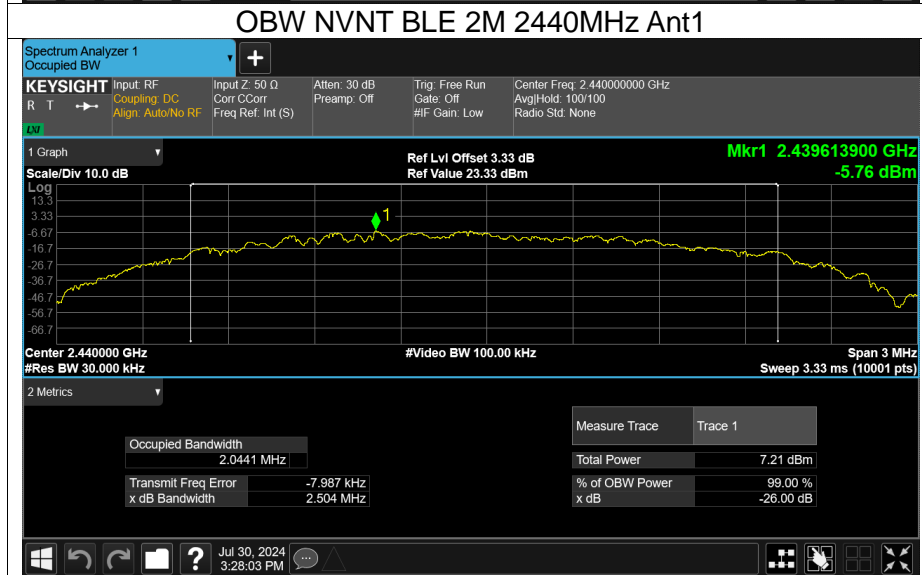 OBW NVNT BLE 2M 2440MHz Ant1
Spectrum Analyzer 1
Occupied BW
KEYSIGHT
R T
LXI
Input: RF
Coupling: DC
Align: Auto/No RF
Input Z: 50 Ω
Corr CCorr
Freq Ref: Int (S)
Atten: 30 dB
Preamp: Off
Trig: Free Run
Gate: Off
#IF Gain: Low
Center Freq: 2.440000000 GHz
Avg|Hold: 100/100
Radio Std: None
1 Graph
Scale/Div 10.0 dB
Ref Lvl Offset 3.33 dB
Ref Value 23.33 dBm
Mkr1 2.439613900 GHz
-5.76 dBm
Log
13.3
3.33
-6.67
-16.7
-26.7
-36.7
-46.7
-56.7
-66.7
1
Center 2.440000 GHz
#Res BW 30.000 kHz
#Video BW 100.00 kHz
Span 3 MHz
Sweep 3.33 ms (10001 pts)
2 Metrics
Measure Trace Trace 1
Occupied Bandwidth
2.0441 MHz
Total Power 7.21 dBm
Transmit Freq Error -7.987 kHz
% of OBW Power 99.00 %
x dB Bandwidth 2.504 MHz
x dB -26.00 dB
?
Jul 30, 2024
3:28:03 PM